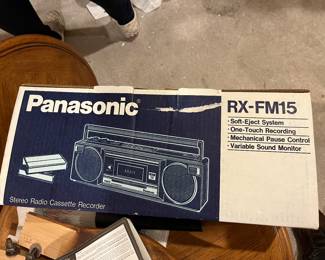 Panasonic
RX-FM15
· Soft-Eject System
· One-Touch Recording
· Mechanical Pause Control
· Variable Sound Monitor
Stereo Radio Cassette Recorder